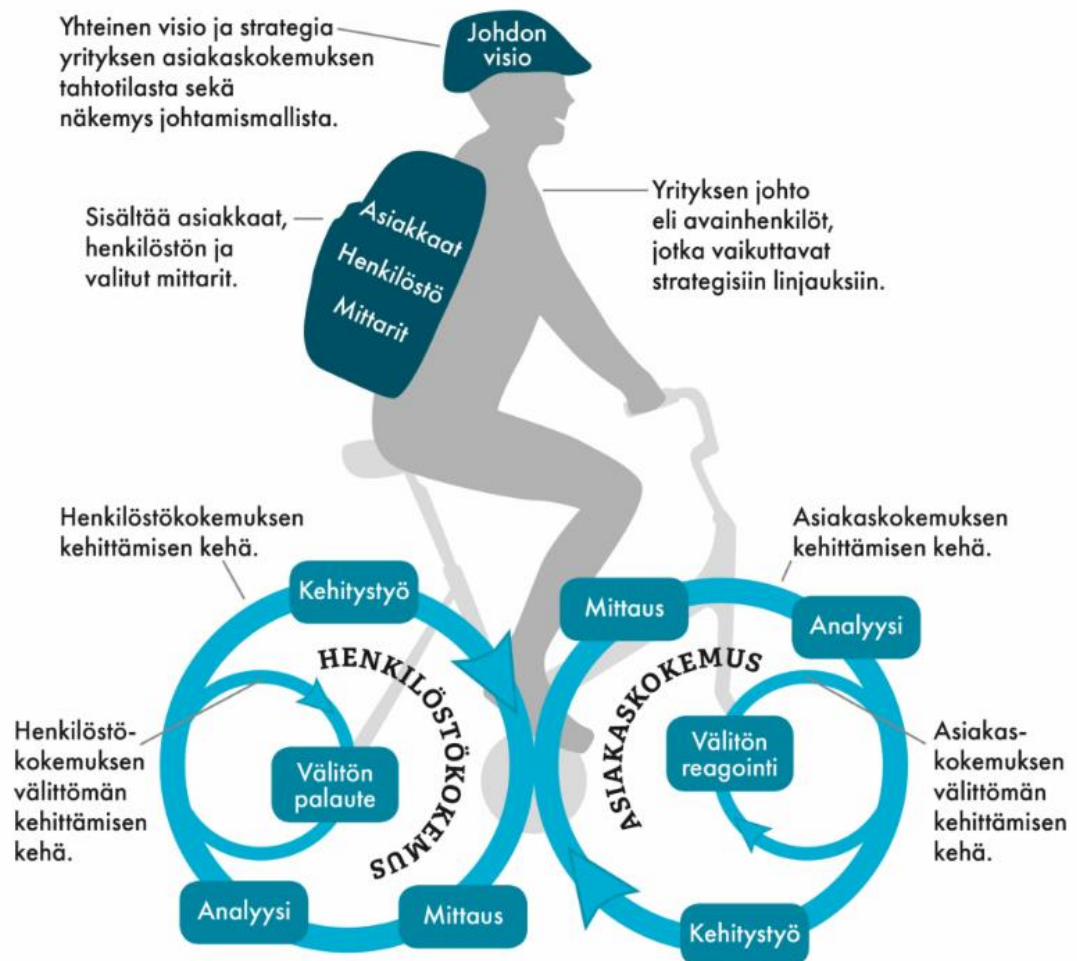 Yhteinen visio ja strategia
yrityksen asiakaskokemuksen
tahtotilasta sekä
näkemys johtamismallista.
Johdon
visio
Sisältää asiakkaat,
henkilöstön ja
valitut mittarit.
Asiakkaat
Henkilöstö
Mittarit
Yrityksen johto
eli avainhenkilöt,
jotka vaikuttavat
strategisiin linjauksiin.
Henkilöstökokemuksen
kehittämisen kehä.
Asiakaskokemuksen
kehittämisen kehä.
Kehitystyö
HENKILÖSTÖKOKEMUS
Henkilöstö-
kokemuksen
välittömän
kehittämisen
kehä.
Välitön
palaute
Analyysi
Mittaus
Mittaus
Analyysi
ASIAKASKOKEMUS
Välitön
reagointi
Asiakas-
kokemuksen
välittömän
kehittämisen
kehä.
Kehitystyö